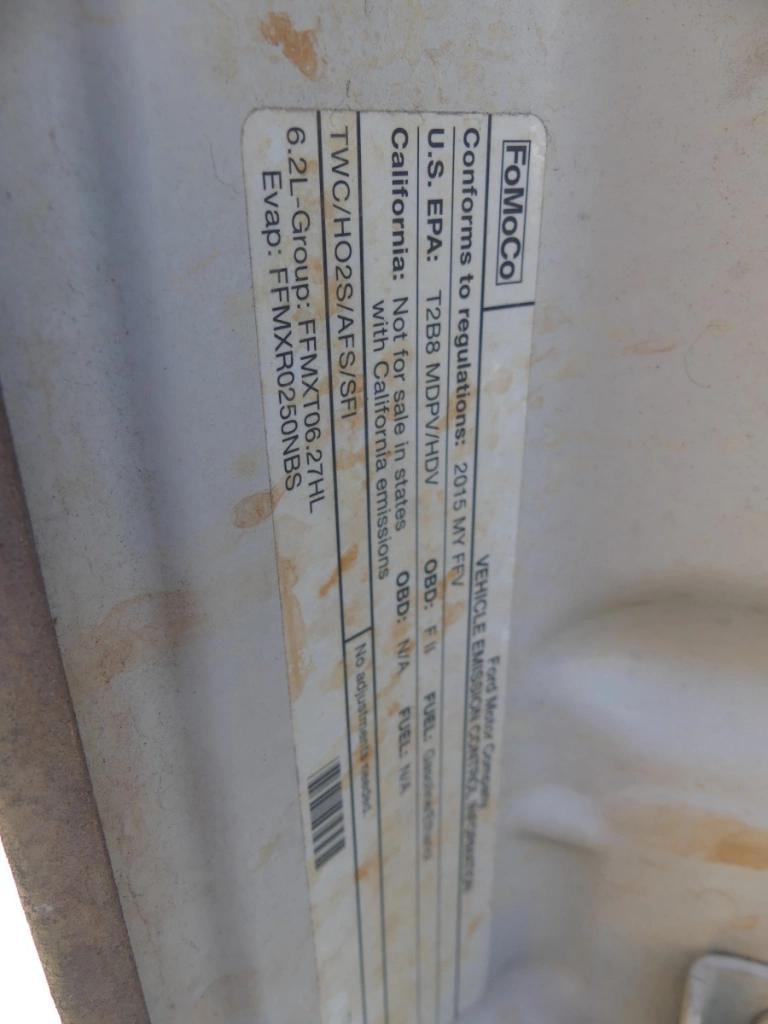 FoMoCo
Ford Motor Company
VEHICLE EMISSION CONTROL INFORMATION
Conforms to regulations: 2015 MY FFV
U.S. EPA: T2B8 MDPV/HDV OBD: F II FUEL: Gasoline/Ethanol
California: Not for sale in states with California emissions OBD: N/A FUEL: N/A
TWC/HO2S/AFS/SFI
No adjustments needed.
6.2L-Group: FFMXT06.27HL
Evap: FFMXR0250NBS